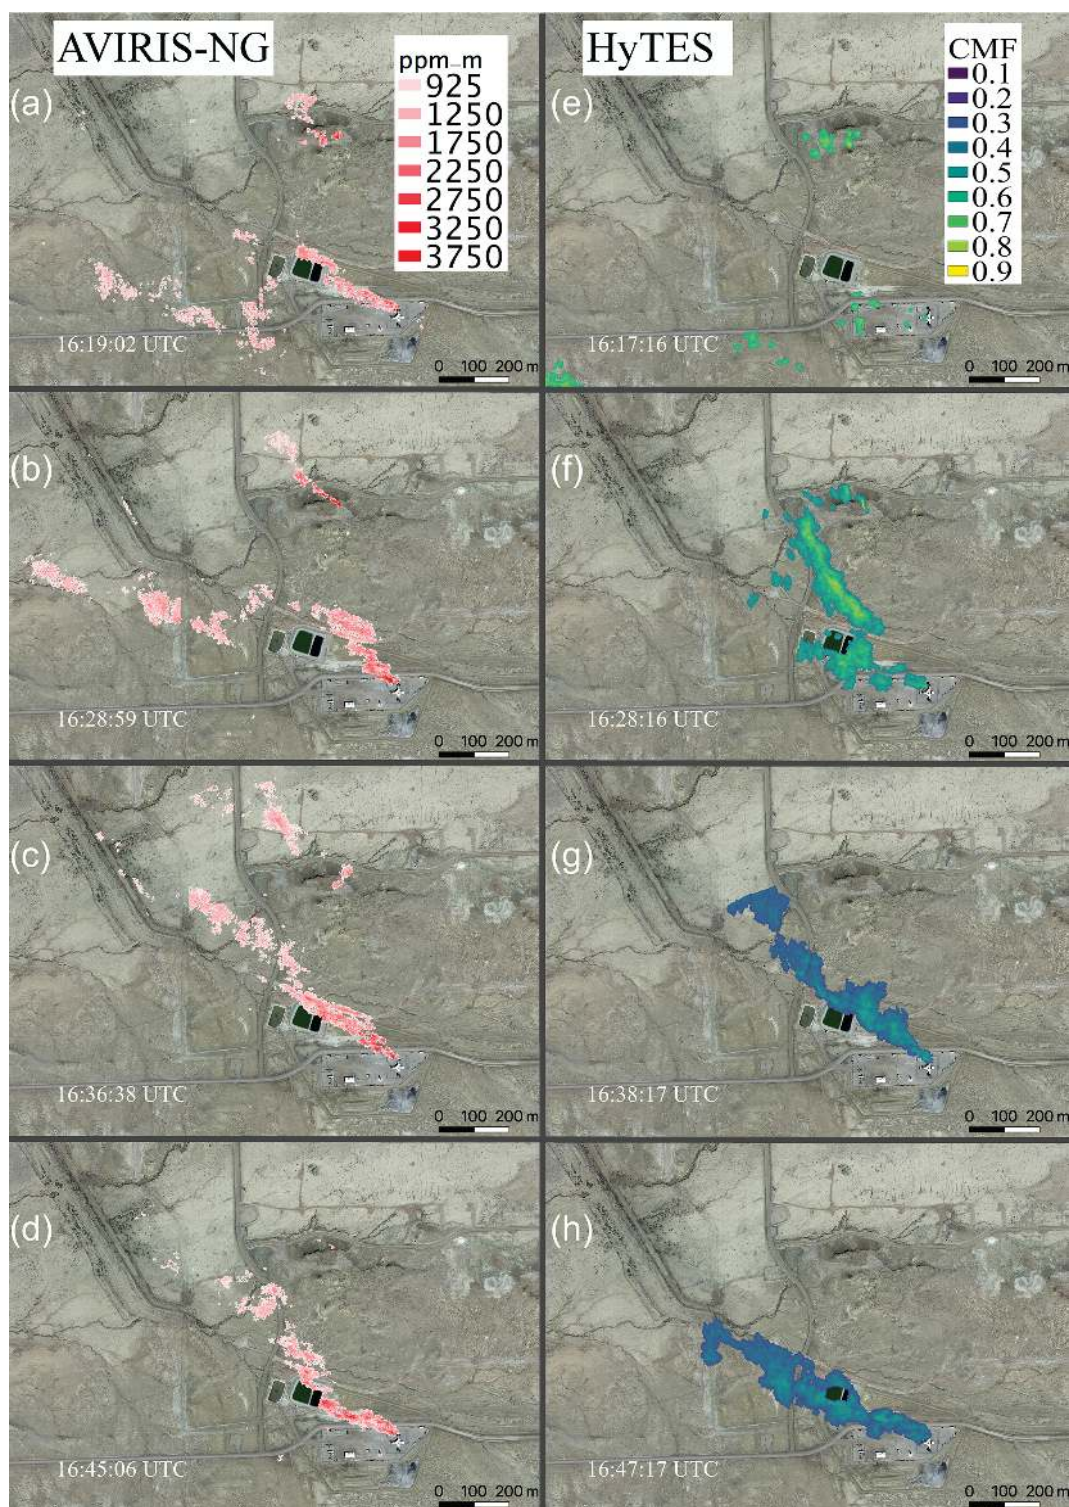 AVIRIS-NG
ppm_m
925
1250
1750
2250
2750
3250
3750
(a)
16:19:02 UTC
0 100 200 m
HyTES
CMF
0.1
0.2
0.3
0.4
0.5
0.6
0.7
0.8
0.9
(e)
16:17:16 UTC
0 100 200 m
(b)
16:28:59 UTC
0 100 200 m
(f)
16:28:16 UTC
0 100 200 m
(c)
16:36:38 UTC
0 100 200 m
(g)
16:38:17 UTC
0 100 200 m
(d)
16:45:06 UTC
0 100 200 m
(h)
16:47:17 UTC
0 100 200 m